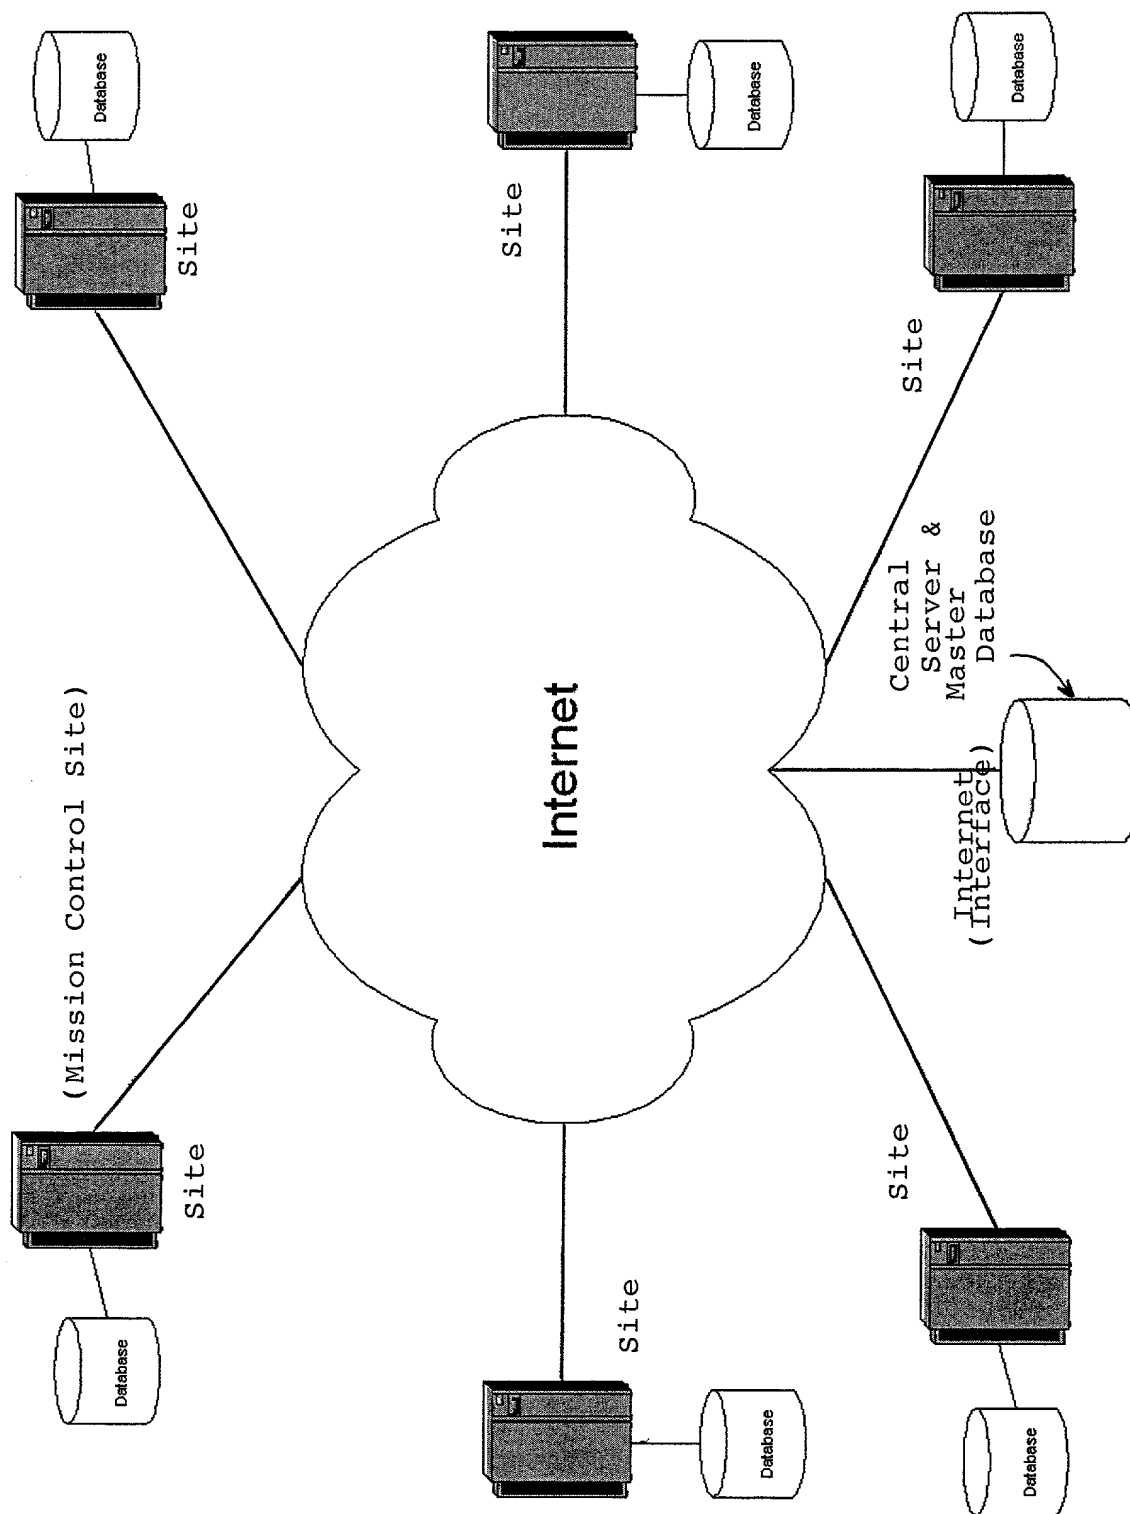 (Mission Control Site)
Database
Database
Site
Site
Site
Internet
Site
Database
Database
Site
Site
Central
Server &
Master
Database
Internet
(Interface)
Database
Database